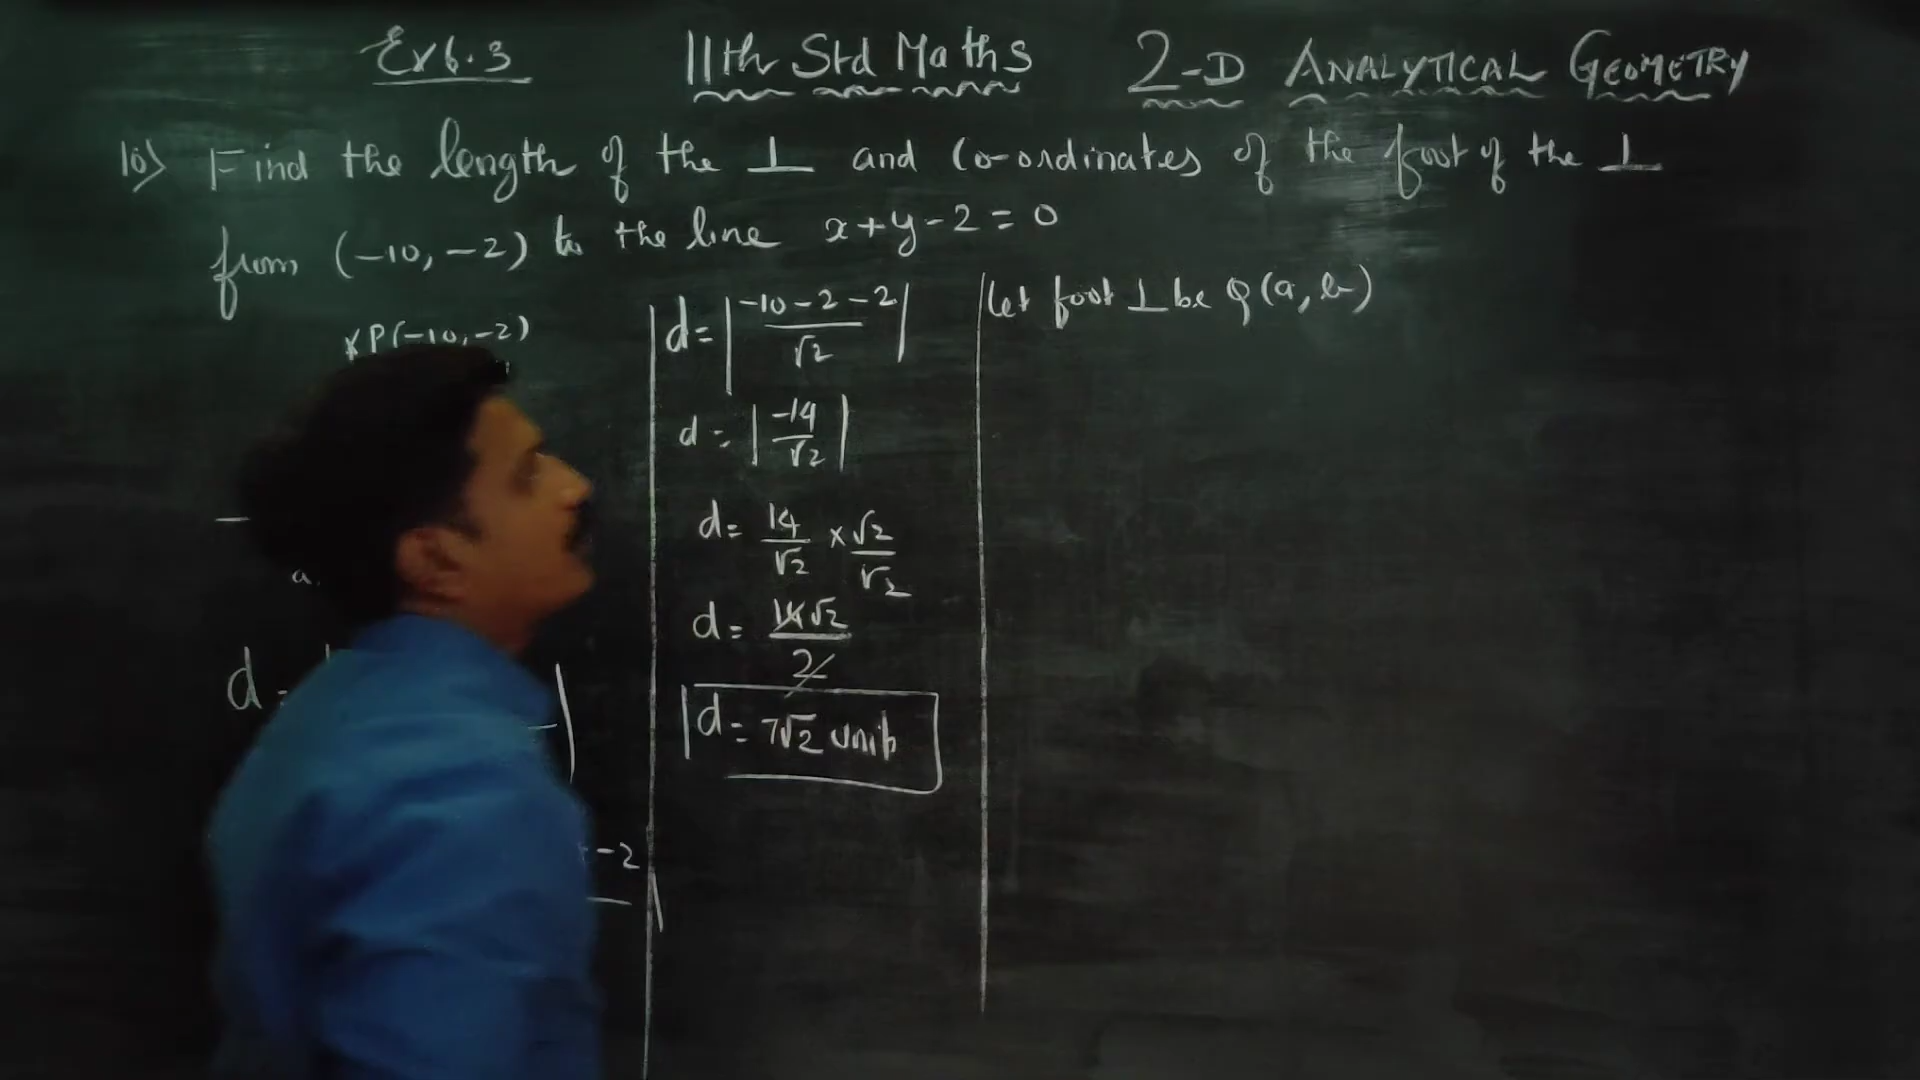 Ex 6.3 11th Std Maths 2-D ANALYTICAL GEOMETRY
10) Find the length of the ⊥ and Co-ordinates of the foot of the ⊥
from (-10, -2) to the line x+y-2=0
×P(-10,-2)
a.
d =
+-2
d = |-10-2-2/√2|
d = |-14/√2|
d = 14/√2 × √2/√2
d = 14√2/2
d = 7√2 units
let foot ⊥ be Q(a, b)